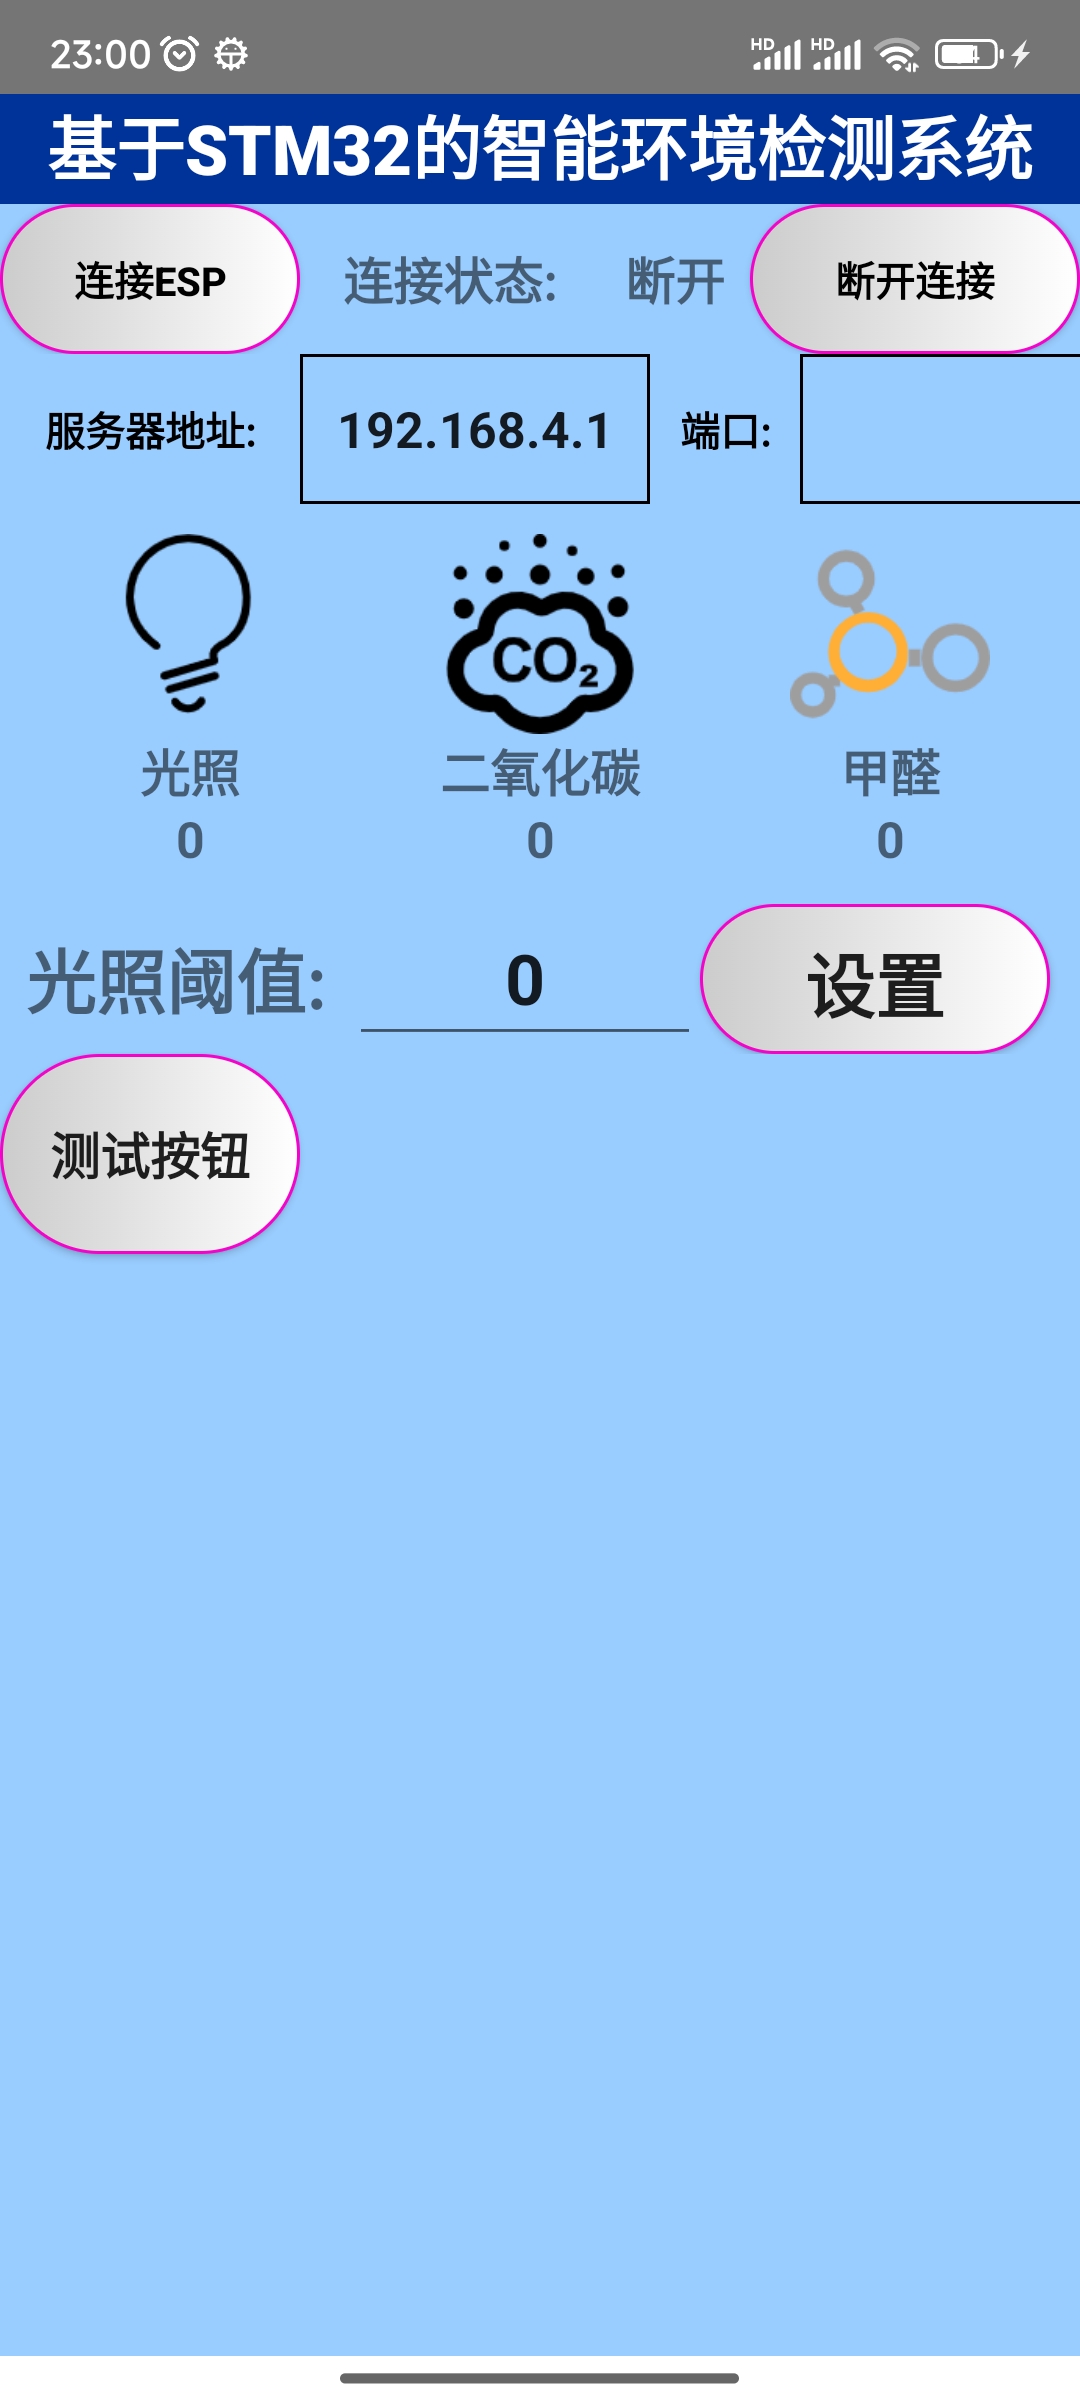 23:00 HD HD
基于STM32的智能环境检测系统
连接ESP 连接状态: 断开 断开连接
服务器地址: 192.168.4.1 端口:
CO₂
光照 二氧化碳 甲醛
0 0 0
光照阈值: 0 设置
测试按钮